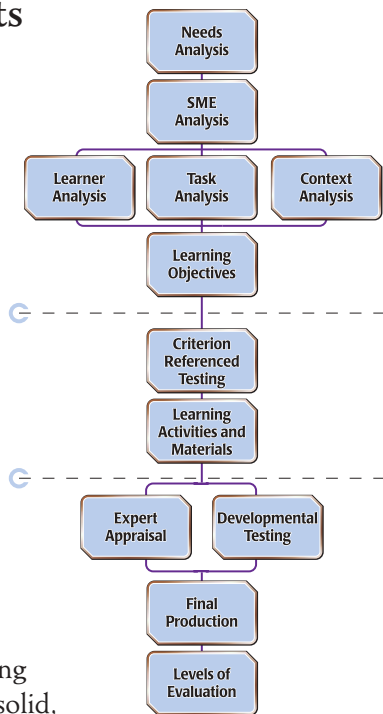 ts
Needs
Analysis
SME
Analysis
Learner
Analysis
Task
Analysis
Context
Analysis
Learning
Objectives
Criterion
Referenced
Testing
Learning
Activities and
Materials
Expert
Appraisal
Developmental
Testing
Final
Production
Levels of
Evaluation
ng
solid,